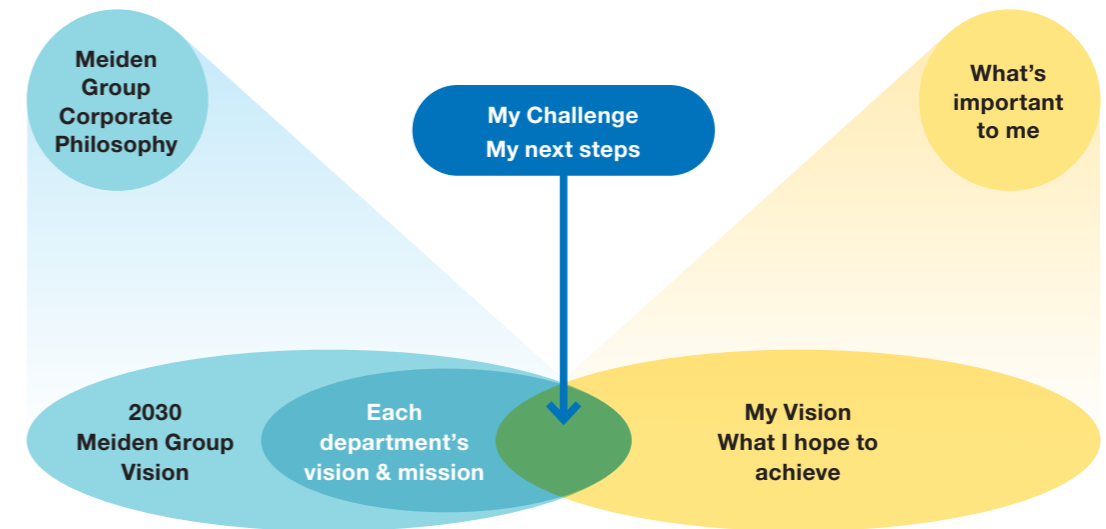 Meiden
Group
Corporate
Philosophy
My Challenge
My next steps
What's
important
to me
2030
Meiden Group
Vision
Each
department's
vision & mission
My Vision
What I hope to
achieve